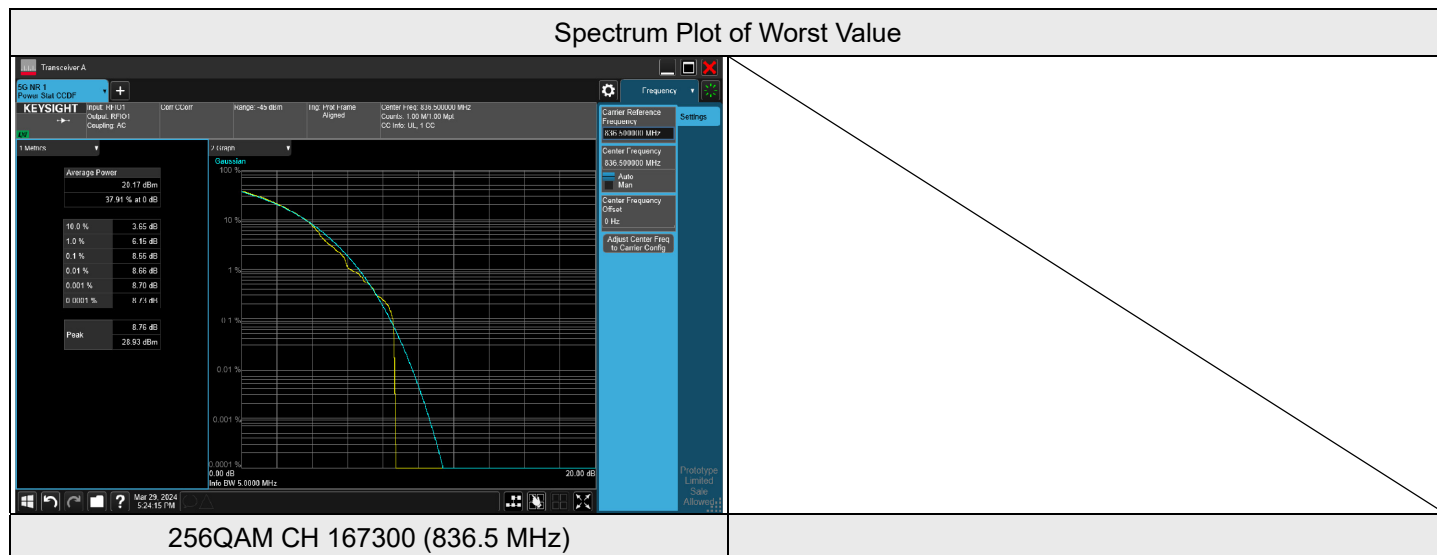 Spectrum Plot of Worst Value
Transceiver A
5G NR 1
Power Stat CCDF
+
Frequency
KEYSIGHT
Input: RFIO1
Output: RFIO1
Coupling: AC
Corr CCorr
Range: -45 dBm
Trig: Prot Frame
Aligned
Center Freq: 836.500000 MHz
Counts: 1.00 M/1.00 Mpt
CC Info: UL, 1 CC
1 Metrics
Average Power
20.17 dBm
37.91 % at 0 dB
10.0 % 3.65 dB
1.0 % 6.15 dB
0.1 % 8.55 dB
0.01 % 8.66 dB
0.001 % 8.70 dB
0.0001 % 8.73 dB
Peak
8.76 dB
28.93 dBm
2 Graph
Gaussian
100 %
10 %
1 %
0.1 %
0.01 %
0.001 %
0.0001 %
0.00 dB
20.00 dB
Info BW 5.0000 MHz
Carrier Reference
Frequency
836.500000 MHz
Settings
Center Frequency
836.500000 MHz
Auto
Man
Center Frequency
Offset
0 Hz
Adjust Center Freq
to Carrier Config
Prototype
Limited
Sale
Allowed
?
Mar 29, 2024
5:24:15 PM
256QAM CH 167300 (836.5 MHz)